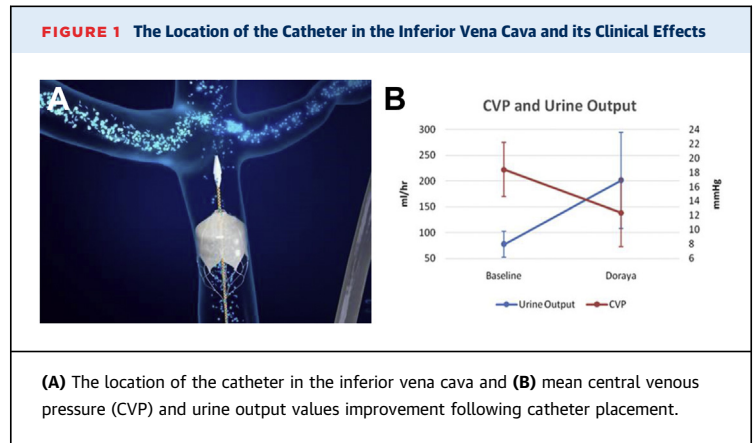 FIGURE 1 The Location of the Catheter in the Inferior Vena Cava and its Clinical Effects
A
B
CVP and Urine Output
300
250
200
150
100
50
ml/hr
24
22
20
18
16
14
12
10
8
6
mmHg
Baseline
Doraya
Urine Output
CVP
(A) The location of the catheter in the inferior vena cava and (B) mean central venous
pressure (CVP) and urine output values improvement following catheter placement.